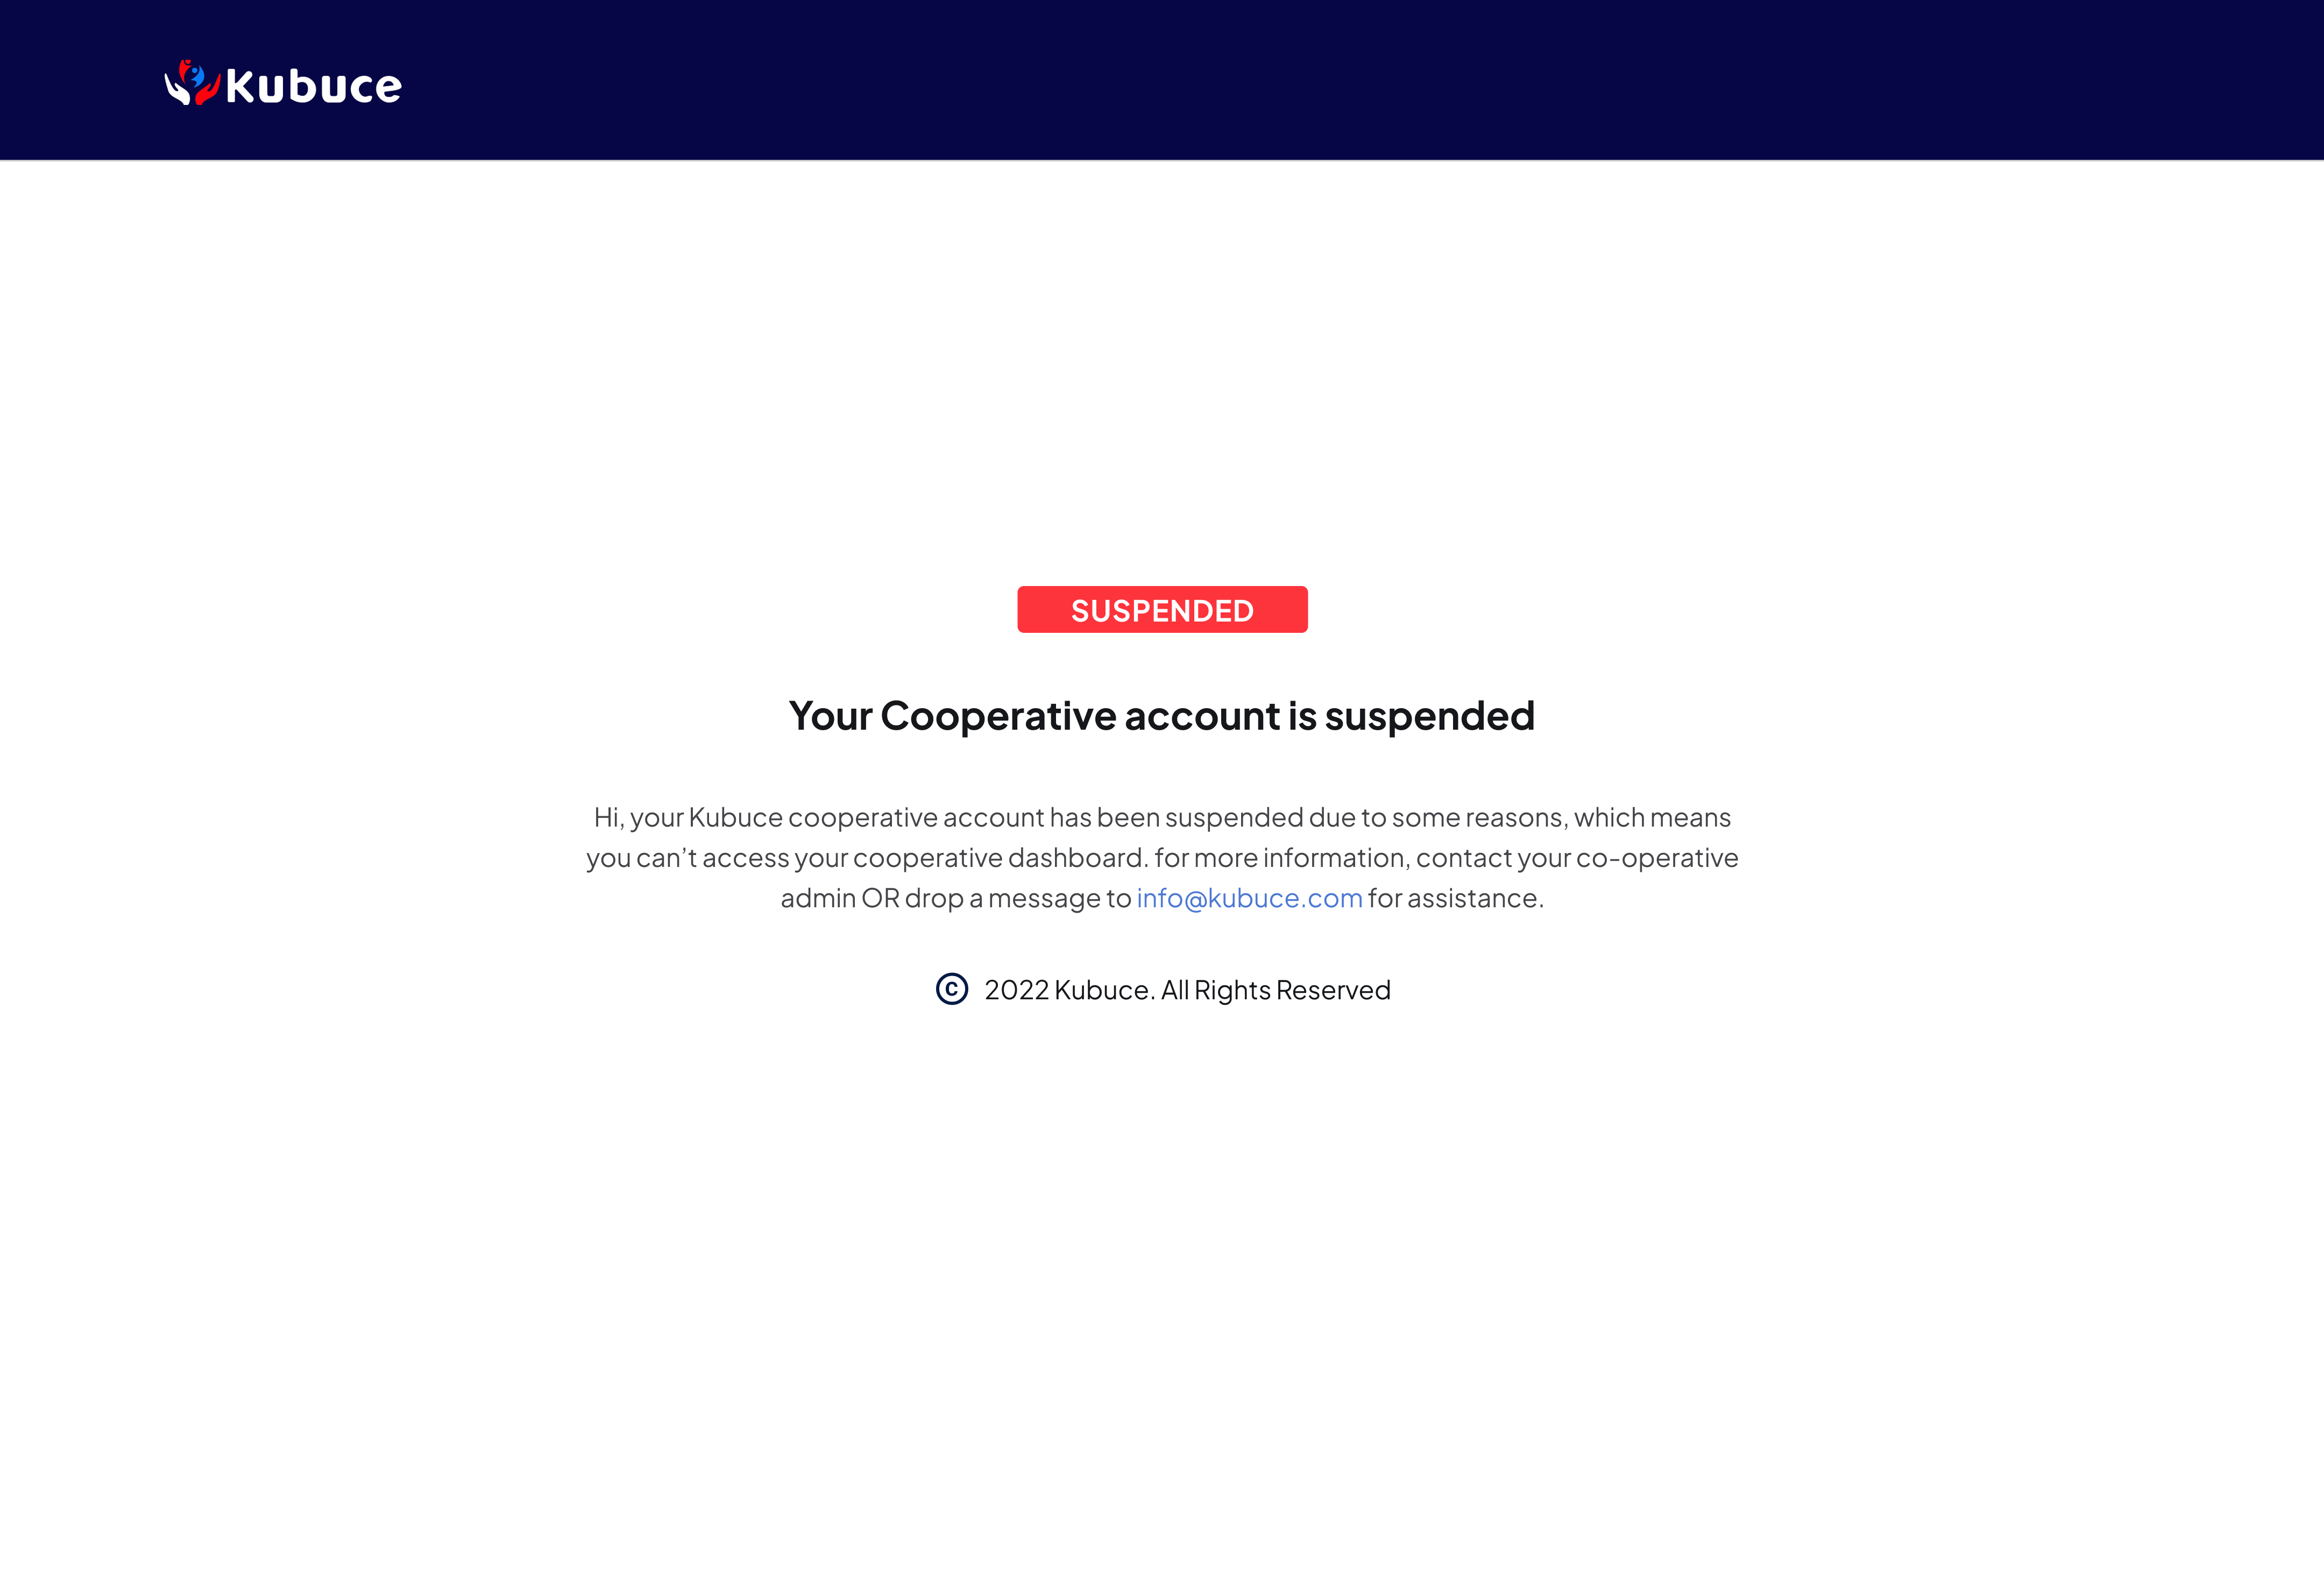 Kubuce
SUSPENDED
Your Cooperative account is suspended
Hi, your Kubuce cooperative account has been suspended due to some reasons, which means
you can’t access your cooperative dashboard. for more information, contact your co-operative
admin OR drop a message to info@kubuce.com for assistance.
© 2022 Kubuce. All Rights Reserved